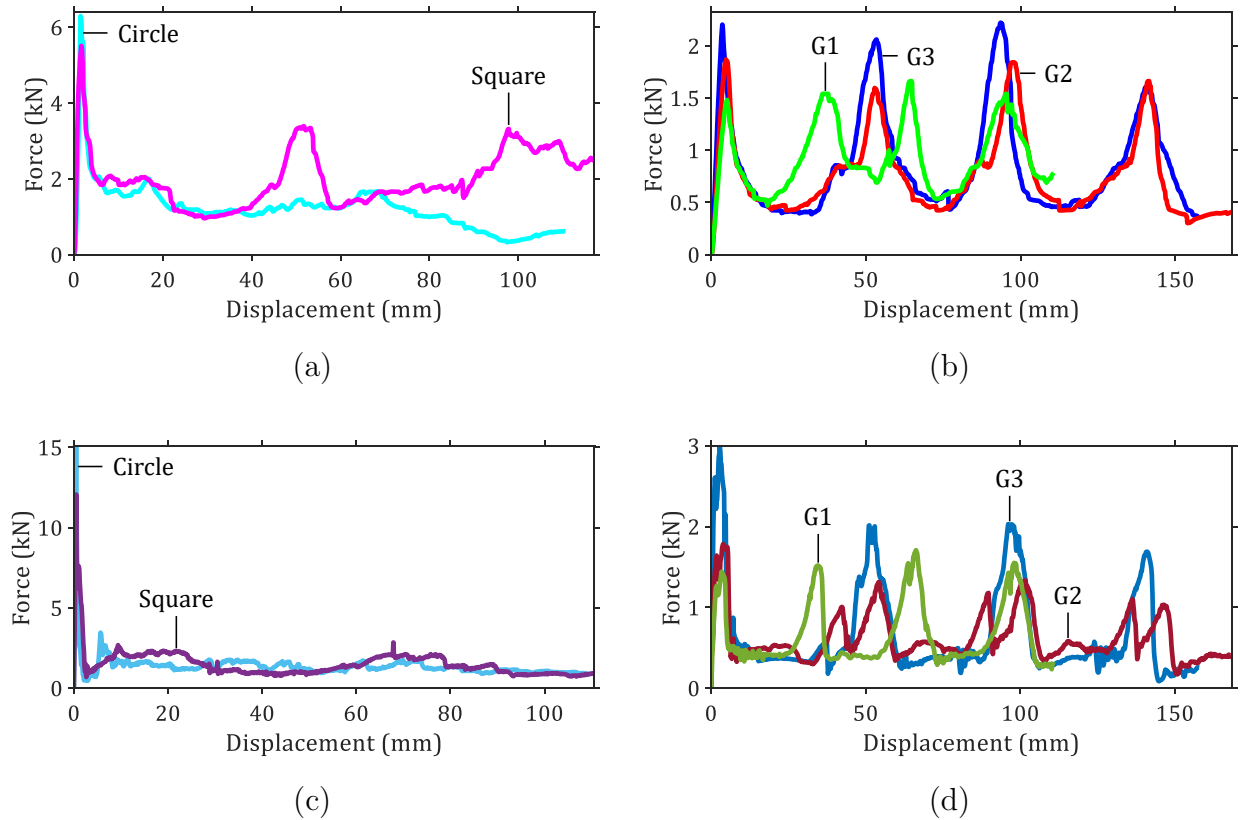 Circle
Square
Force (kN)
6
4
2
0
0
20
40
60
80
100
Displacement (mm)
(a)
G1
G3
G2
Force (kN)
2
1.5
1
0.5
0
0
50
100
150
Displacement (mm)
(b)
Circle
Square
Force (kN)
15
10
5
0
0
20
40
60
80
100
Displacement (mm)
(c)
G1
G3
G2
Force (kN)
3
2
1
0
0
50
100
150
Displacement (mm)
(d)